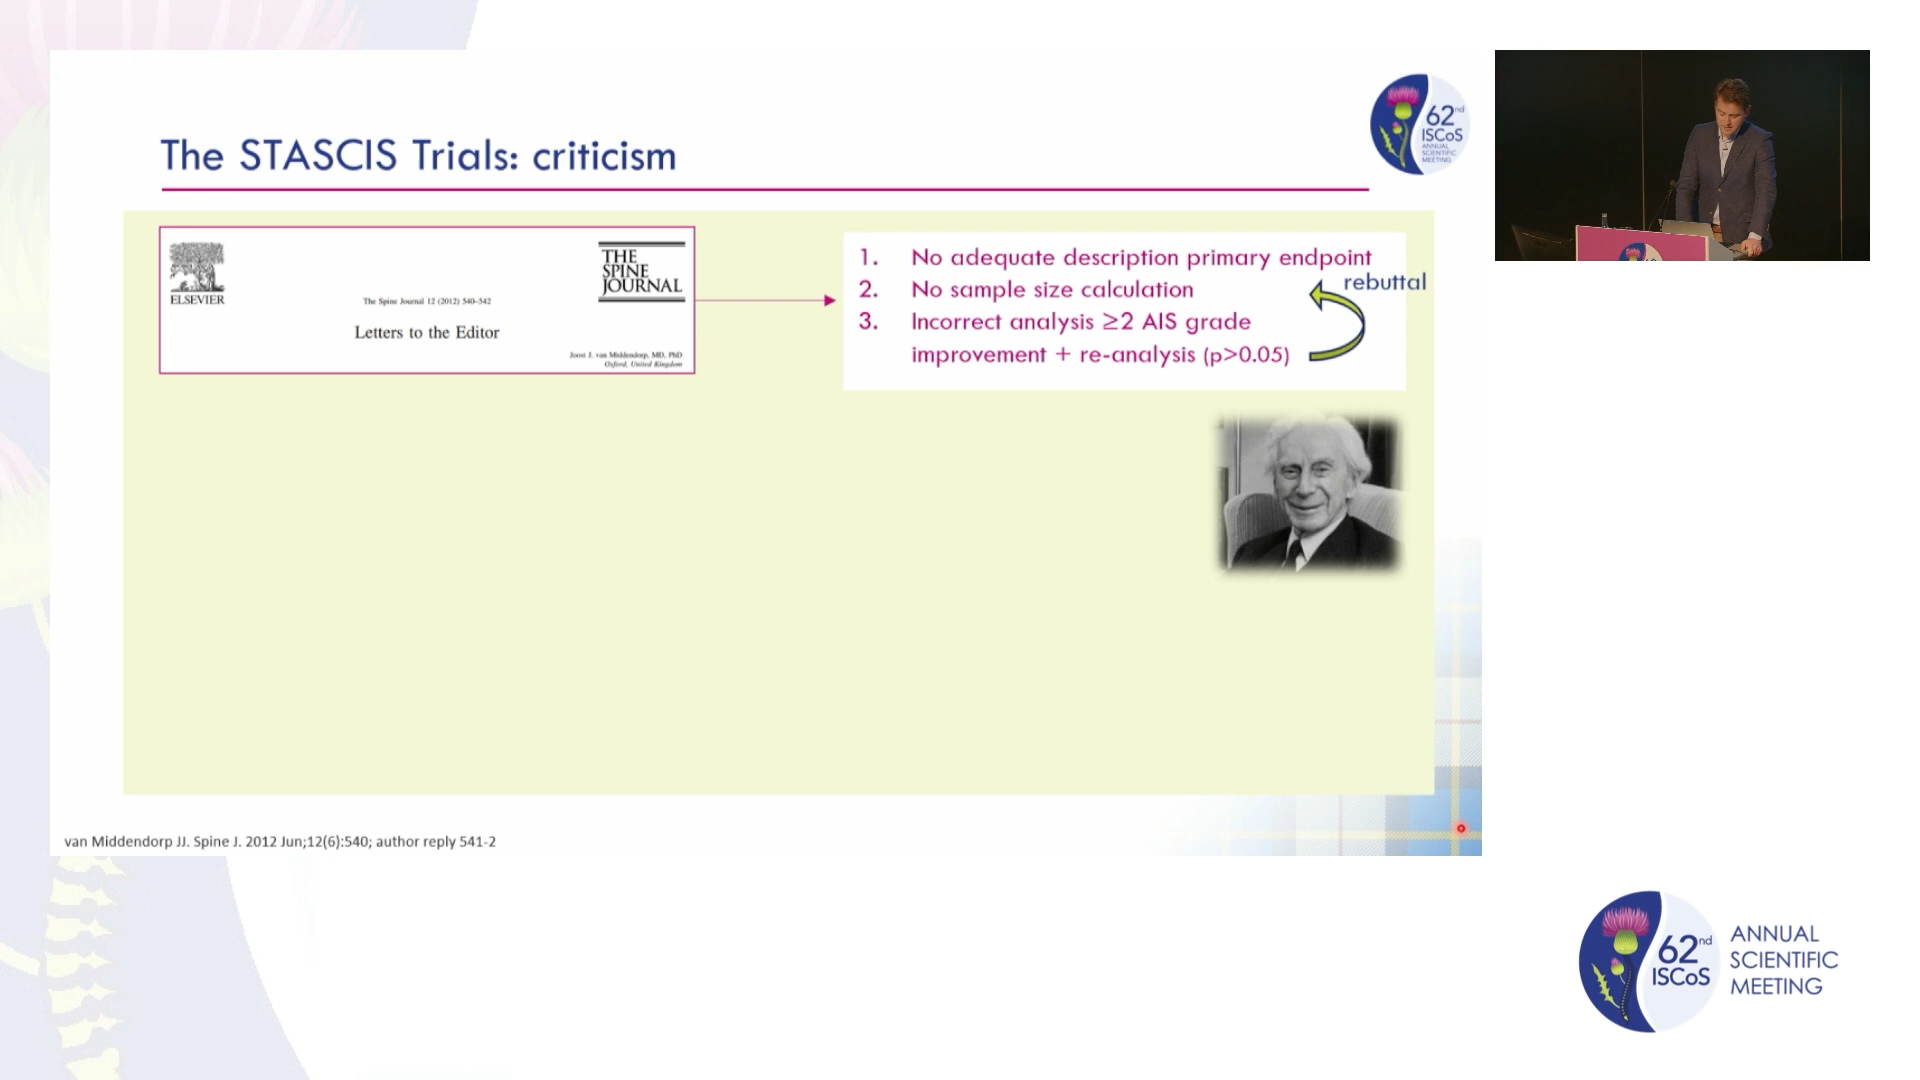 62nd
ISCoS
ANNUAL
SCIENTIFIC
MEETING
The STASCIS Trials: criticism
ELSEVIER
THE
SPINE
JOURNAL
The Spine Journal 12 (2012) 540–542
Letters to the Editor
Joost J. van Middendorp, MD, PhD
Oxford, United Kingdom
1. No adequate description primary endpoint
rebuttal
2. No sample size calculation
3. Incorrect analysis ≥2 AIS grade
improvement + re-analysis (p>0.05)
van Middendorp JJ. Spine J. 2012 Jun;12(6):540; author reply 541-2
62nd
ISCoS
ANNUAL
SCIENTIFIC
MEETING